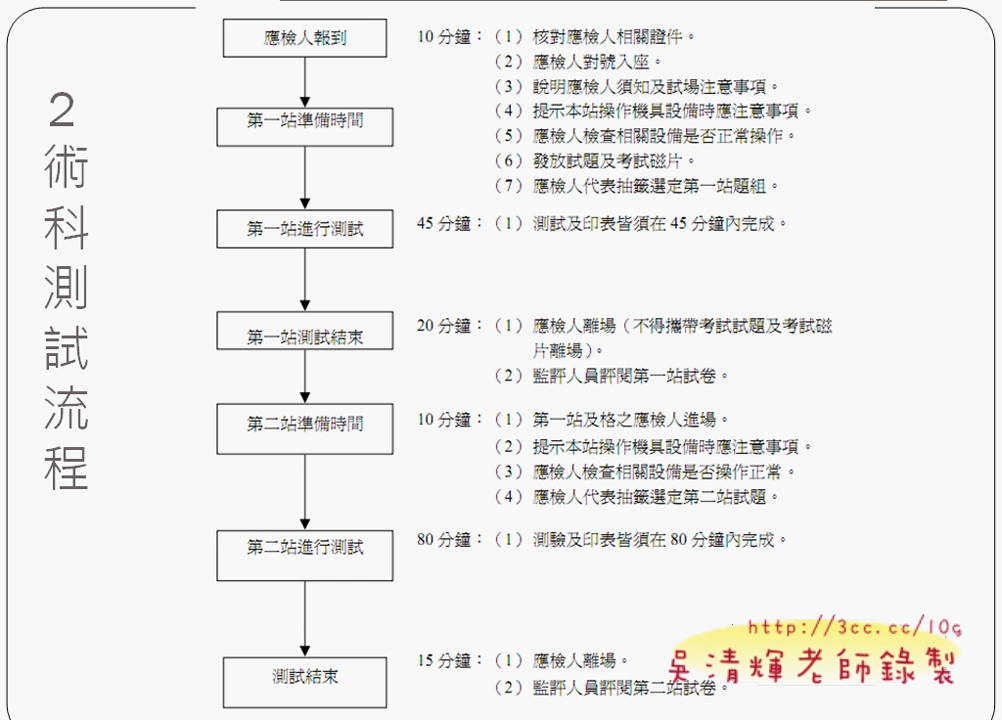 2術科測試流程
應檢人報到
10 分鐘：（1） 核對應檢人相關證件。
（2） 應檢人對號入座。
（3） 說明應檢人須知及試場注意事項。
（4） 提示本站操作機具設備時應注意事項。
第一站準備時間
（5） 應檢人檢查相關設備是否正常操作。
（6） 發放試題及考試磁片。
（7） 應檢人代表抽籤選定第一站題組。
第一站進行測試
45 分鐘：（1） 測試及印表皆須在 45 分鐘內完成。
第一站測試結束
20 分鐘：（1） 應檢人離場（不得攜帶考試試題及考試磁
片離場）。
（2） 監評人員評閱第一站試卷。
第二站準備時間
10 分鐘：（1） 第一站及格之應檢人進場。
（2） 提示本站操作機具設備時應注意事項。
（3） 應檢人檢查相關設備是否操作正常。
（4） 應檢人代表抽籤選定第二站試題。
第二站進行測試
80 分鐘：（1） 測驗及印表皆須在 80 分鐘內完成。
測試結束
15 分鐘：（1） 應檢人離場。
（2） 監評人員評閱第二站試卷。
http://3cc.cc/10g
吳清輝老師錄製